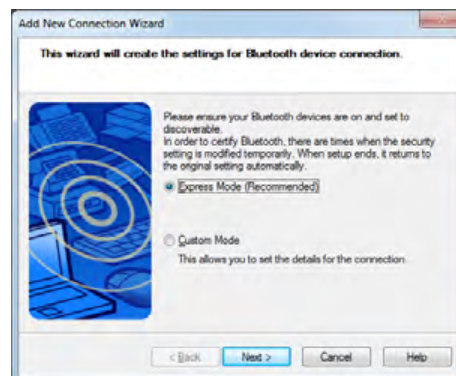 Add New Connection Wizard
This wizard will create the settings for Bluetooth device connection.
Please ensure your Bluetooth devices are on and set to
discoverable.
In order to certify Bluetooth, there are times when the security
setting is modified temporarily. When setup ends, it returns to
the original setting automatically.
Express Mode (Recommended)
Custom Mode
This allows you to set the details for the connection.
< Back Next > Cancel Help